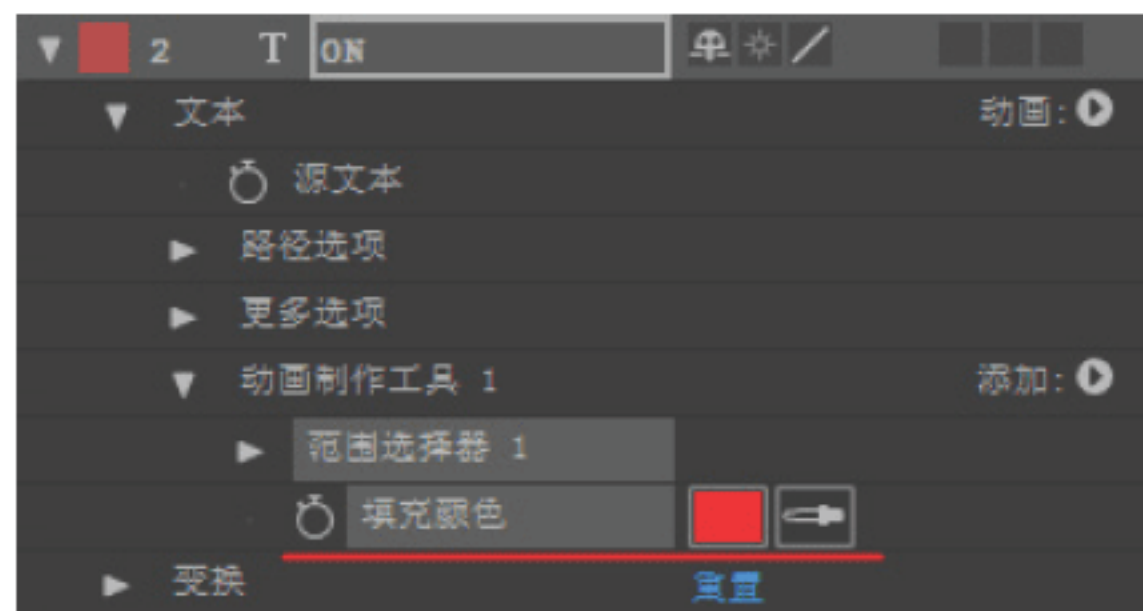 2 T ON
文本 动画:
源文本
路径选项
更多选项
动画制作工具 1 添加:
范围选择器 1
填充颜色
变换 重置